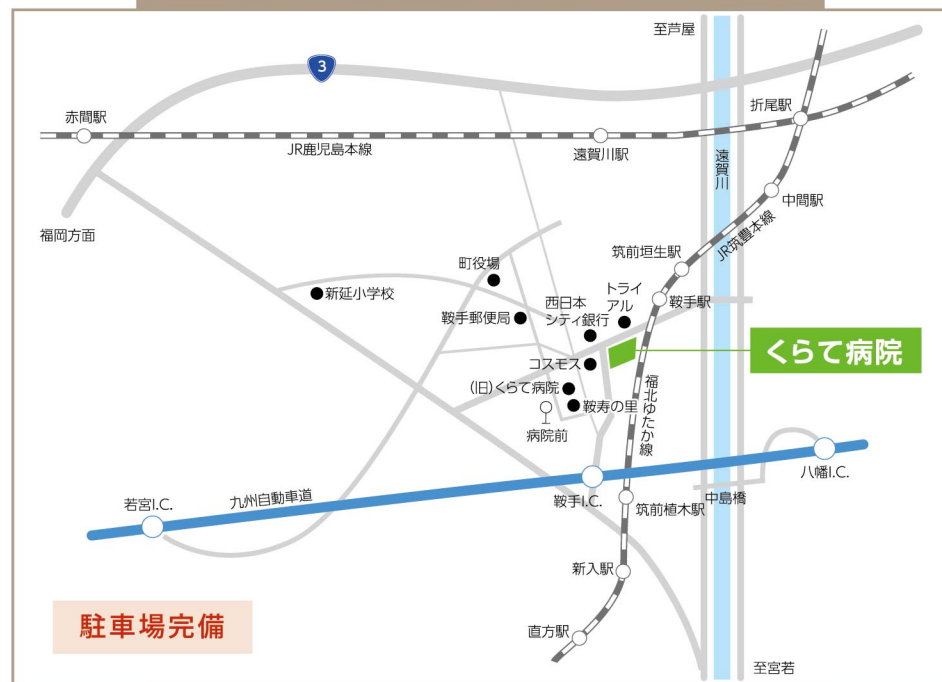 至芦屋
3
赤間駅
折尾駅
JR鹿児島本線
遠賀川駅
遠賀川
中間駅
福岡方面
JR筑豊本線
筑前垣生駅
町役場
新延小学校
トライ
アル
鞍手駅
西日本
シティ銀行
鞍手郵便局
くらて病院
コスモス
(旧)くらて病院
鞍寿の里
福北ゆたか線
病院前
八幡I.C.
九州自動車道
若宮I.C.
鞍手I.C.
中島橋
筑前植木駅
新入駅
駐車場完備
直方駅
至宮若